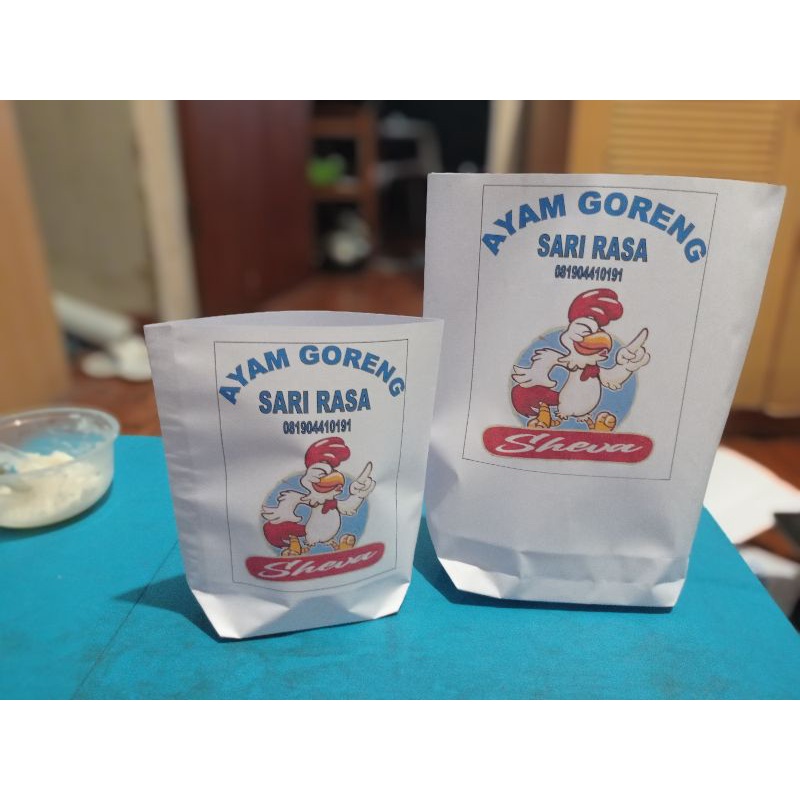 AYAM GORENG
SARI RASA
081904410191
Sheva
AYAM GORENG
SARI RASA
081904410191
Sheva